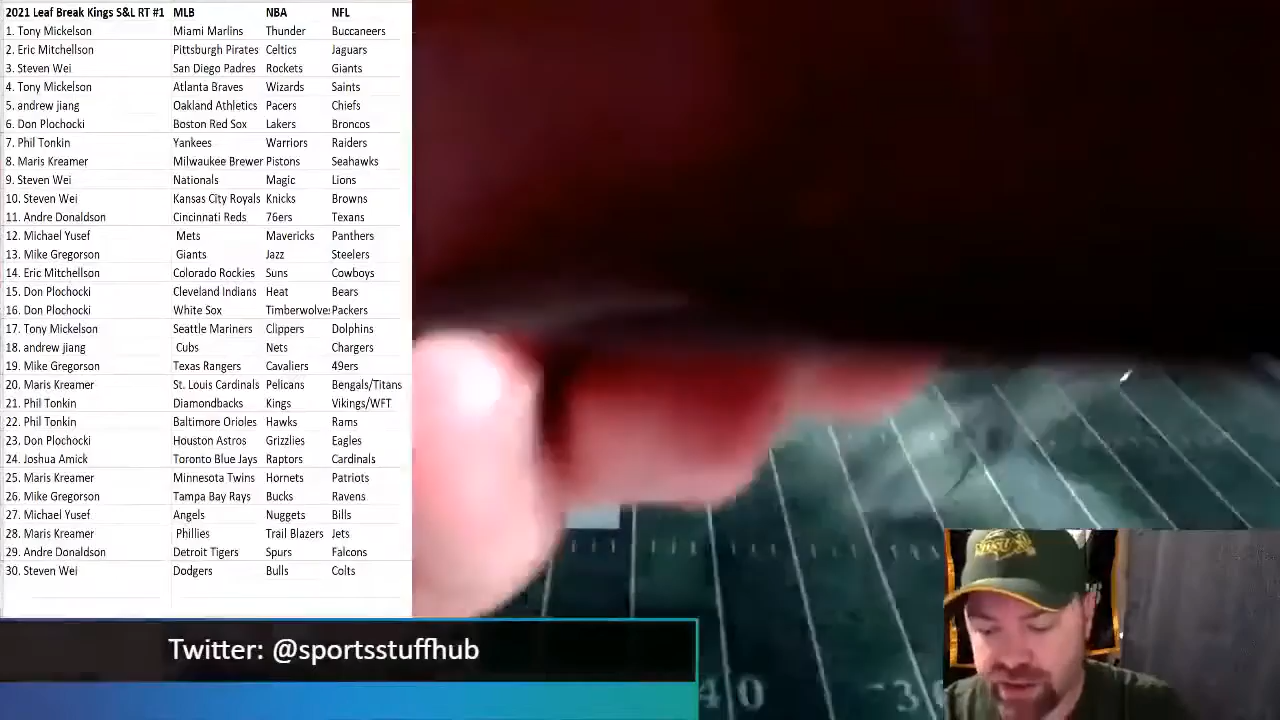 2021 Leaf Break Kings S&L RT #1 MLB NBA NFL
1. Tony Mickelson Miami Marlins Thunder Buccaneers
2. Eric Mitchellson Pittsburgh Pirates Celtics Jaguars
3. Steven Wei San Diego Padres Rockets Giants
4. Tony Mickelson Atlanta Braves Wizards Saints
5. andrew jiang Oakland Athletics Pacers Chiefs
6. Don Plochocki Boston Red Sox Lakers Broncos
7. Phil Tonkin Yankees Warriors Raiders
8. Maris Kreamer Milwaukee Brewer Pistons Seahawks
9. Steven Wei Nationals Magic Lions
10. Steven Wei Kansas City Royals Knicks Browns
11. Andre Donaldson Cincinnati Reds 76ers Texans
12. Michael Yusef Mets Mavericks Panthers
13. Mike Gregorson Giants Jazz Steelers
14. Eric Mitchellson Colorado Rockies Suns Cowboys
15. Don Plochocki Cleveland Indians Heat Bears
16. Don Plochocki White Sox Timberwolve: Packers
17. Tony Mickelson Seattle Mariners Clippers Dolphins
18. andrew jiang Cubs Nets Chargers
19. Mike Gregorson Texas Rangers Cavaliers 49ers
20. Maris Kreamer St. Louis Cardinals Pelicans Bengals/Titans
21. Phil Tonkin Diamondbacks Kings Vikings/WFT
22. Phil Tonkin Baltimore Orioles Hawks Rams
23. Don Plochocki Houston Astros Grizzlies Eagles
24. Joshua Amick Toronto Blue Jays Raptors Cardinals
25. Maris Kreamer Minnesota Twins Hornets Patriots
26. Mike Gregorson Tampa Bay Rays Bucks Ravens
27. Michael Yusef Angels Nuggets Bills
28. Maris Kreamer Phillies Trail Blazers Jets
29. Andre Donaldson Detroit Tigers Spurs Falcons
30. Steven Wei Dodgers Bulls Colts
Twitter: @sportsstuffhub
40
NDSU